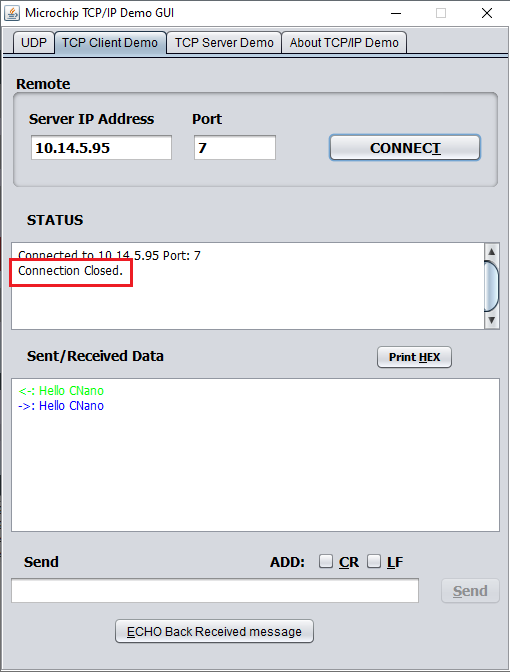 Microchip TCP/IP Demo GUI
UDP TCP Client Demo TCP Server Demo About TCP/IP Demo
Remote
Server IP Address Port
10.14.5.95 7 CONNECT
STATUS
Connected to 10.14.5.95 Port: 7
Connection Closed.
Sent/Received Data Print HEX
<-: Hello CNano
->: Hello CNano
Send ADD: CR LF
Send
ECHO Back Received message